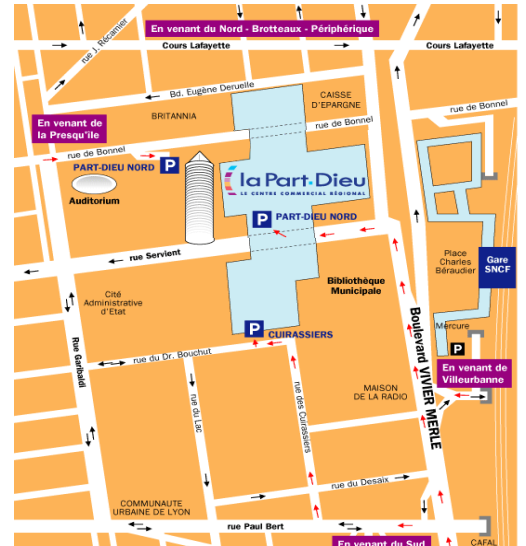 En venant du Nord - Brotteaux - Périphérique
rue J. Récamier
Cours Lafayette
Cours Lafayette
Bd. Eugène Deruelle
CAISSE
D'EPARGNE
BRITANNIA
rue de Bonnel
En venant de
la Presqu'île
rue de Bonnel
rue de Bonnel
PART-DIEU NORD P
Auditorium
la Part-Dieu
LE CENTRE COMMERCIAL RÉGIONAL
P PART-DIEU NORD
rue Servient
Place
Charles
Béraudier
Gare
SNCF
Bibliothèque
Municipale
Cité
Administrative
d'Etat
Mercure
P
P CUIRASSIERS
Rue Garibaldi
rue du Dr. Bouchut
Boulevard VIVIER MERLE
En venant de
Villeurbanne
rue du Lac
rue des Cuirassiers
MAISON
DE LA RADIO
rue du Desaix
COMMUNAUTE
URBAINE DE LYON
rue Paul Bert
En venant du Sud
CAFAL